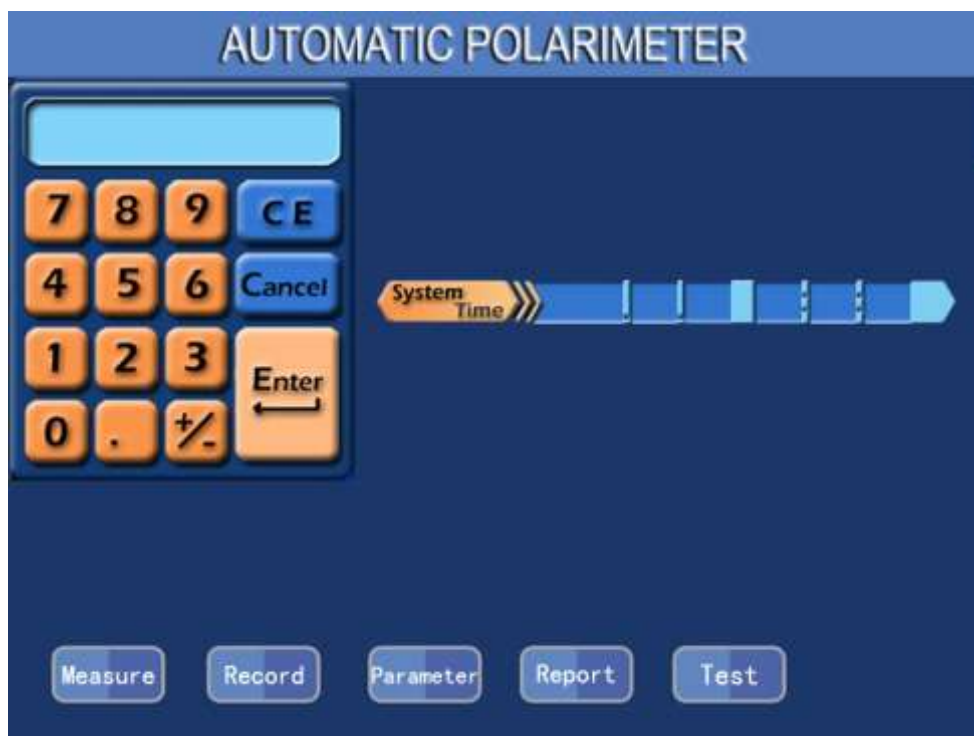 AUTOMATIC POLARIMETER
7 8 9 CE
4 5 6 Cancel
1 2 3 Enter
0 . +/-
System
Time
Measure Record Parameter Report Test